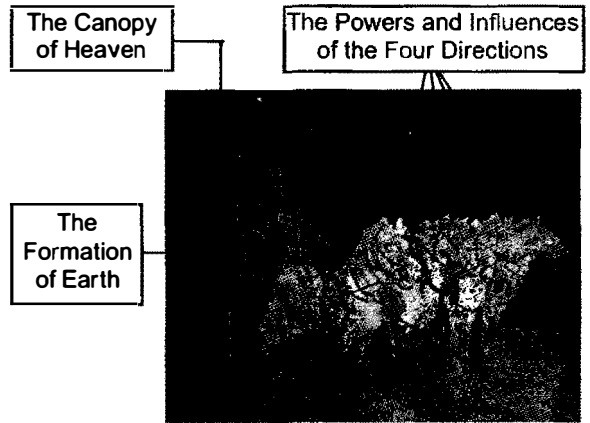 The Canopy
of Heaven
The Powers and Influences
of the Four Directions
The
Formation
of Earth